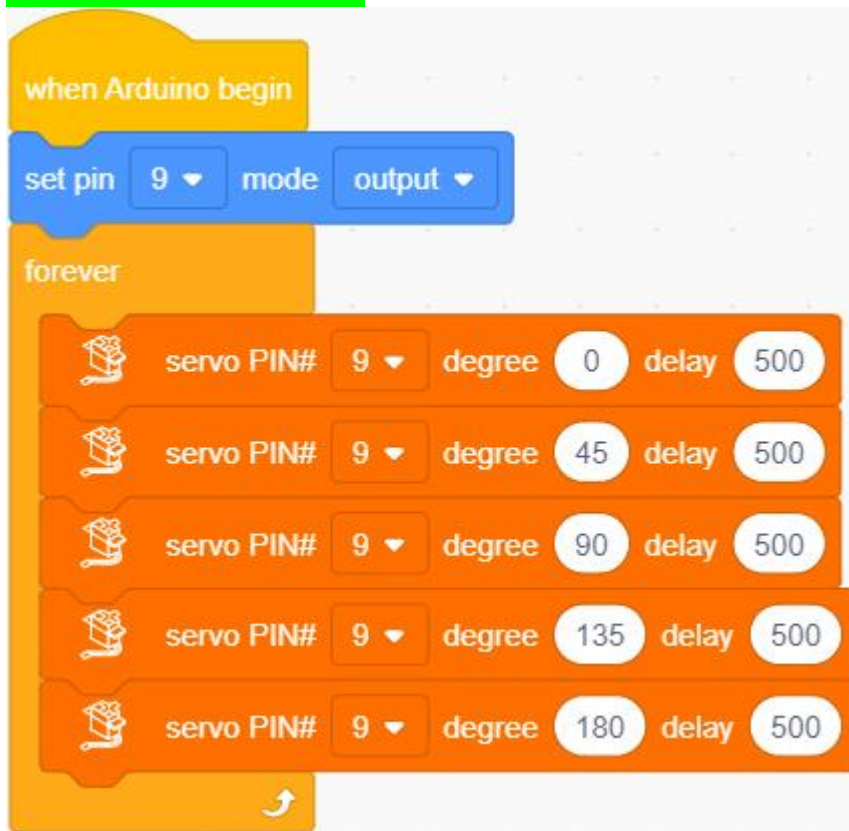 when Arduino begin
set pin 9 mode output
forever
servo PIN# 9 degree 0 delay 500
servo PIN# 9 degree 45 delay 500
servo PIN# 9 degree 90 delay 500
servo PIN# 9 degree 135 delay 500
servo PIN# 9 degree 180 delay 500